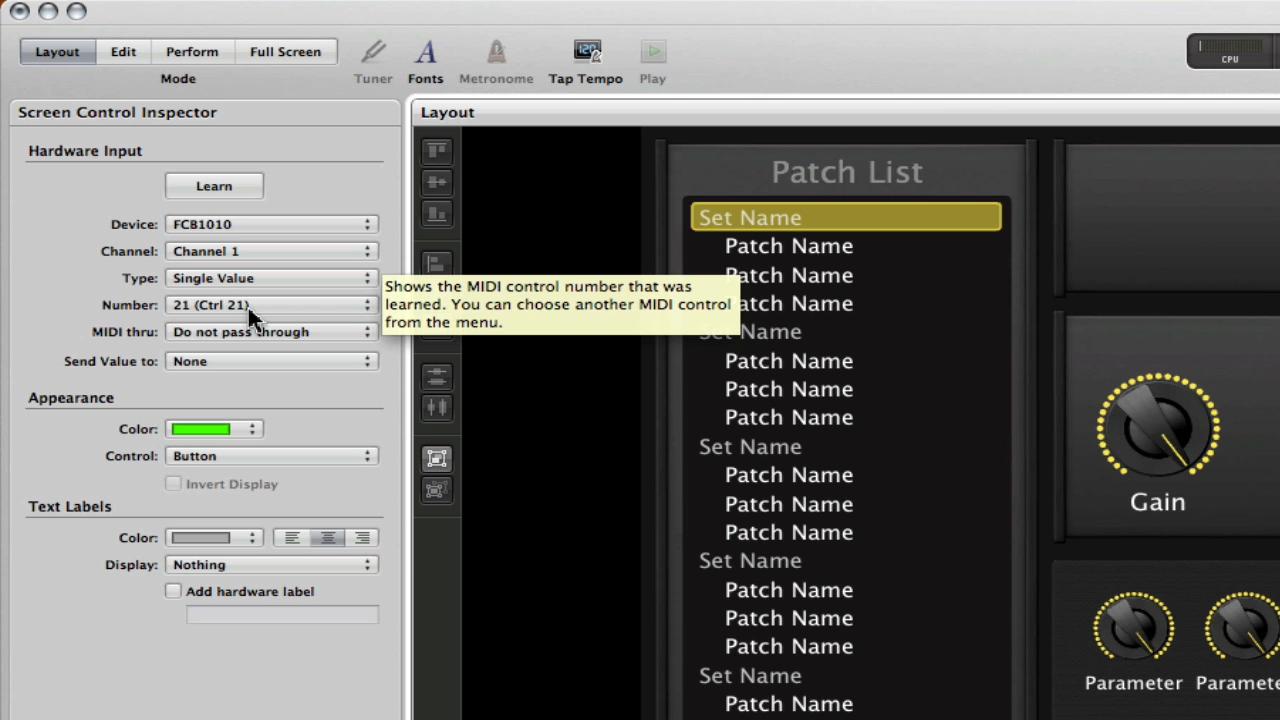 Layout
Edit
Perform
Full Screen
Mode
Tuner
Fonts
Metronome
Tap Tempo
Play
CPU
Screen Control Inspector
Hardware Input
Learn
Device: FCB1010
Channel: Channel 1
Type: Single Value
Number: 21 (Ctrl 21)
MIDI thru: Do not pass through
Send Value to: None
Appearance
Color:
Control: Button
Invert Display
Text Labels
Color:
Display: Nothing
Add hardware label
Shows the MIDI control number that was
learned. You can choose another MIDI control
from the menu.
Layout
Patch List
Set Name
Patch Name
Patch Name
Patch Name
Set Name
Patch Name
Patch Name
Patch Name
Set Name
Patch Name
Patch Name
Patch Name
Set Name
Patch Name
Patch Name
Patch Name
Set Name
Patch Name
Gain
Parameter
Paramete